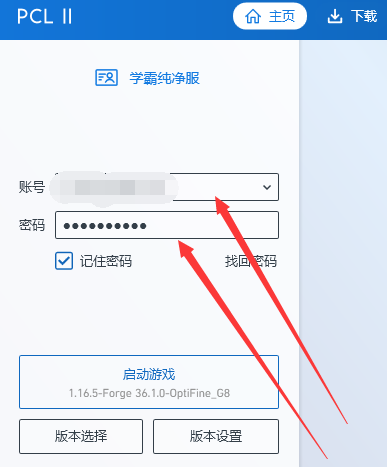 PCL II 主页 下载
学霸纯净服
账号
密码 ●●●●●●●●●●
记住密码 找回密码
启动游戏
1.16.5-Forge 36.1.0-OptiFine_G8
版本选择 版本设置